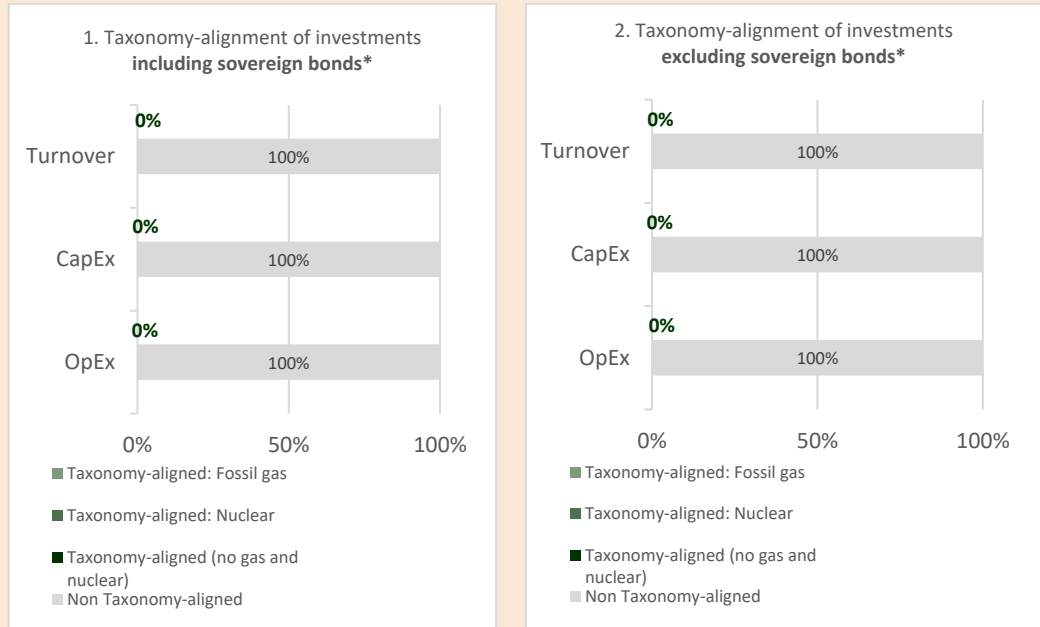 1. Taxonomy-alignment of investments
including sovereign bonds*
0%
Turnover
100%
0%
CapEx
100%
0%
OpEx
100%
0%
50%
100%
Taxonomy-aligned: Fossil gas
Taxonomy-aligned: Nuclear
Taxonomy-aligned (no gas and
nuclear)
Non Taxonomy-aligned
2. Taxonomy-alignment of investments
excluding sovereign bonds*
0%
Turnover
100%
0%
CapEx
100%
0%
OpEx
100%
0%
50%
100%
Taxonomy-aligned: Fossil gas
Taxonomy-aligned: Nuclear
Taxonomy-aligned (no gas and
nuclear)
Non Taxonomy-aligned